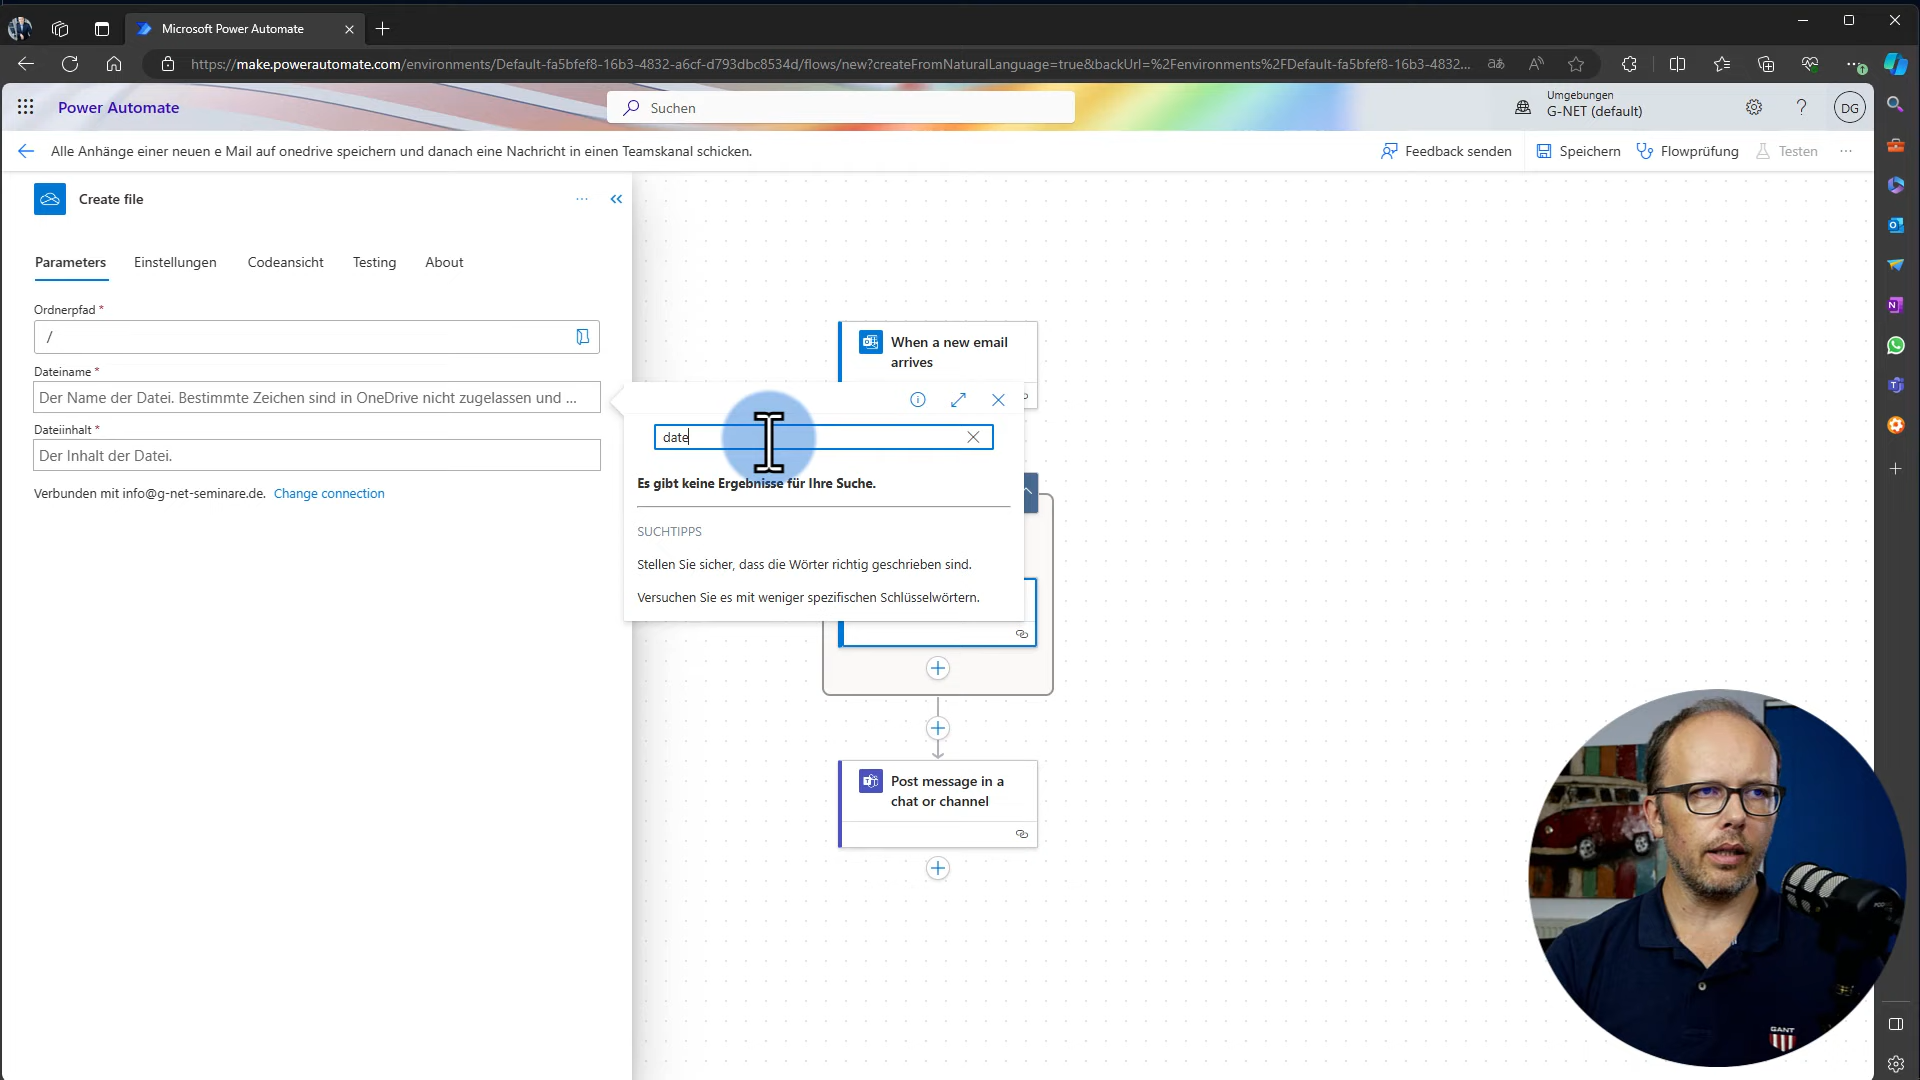 Microsoft Power Automate
https://make.powerautomate.com/environments/Default-fa5bfef8-16b3-4832-a6cf-d793dbc8534d/flows/new?createFromNaturalLanguage=true&backUrl=%2Fenvironments%2FDefault-fa5bfef8-16b3-4832...
Power Automate
Suchen
Umgebungen
G-NET (default)
DG
Alle Anhänge einer neuen e Mail auf onedrive speichern und danach eine Nachricht in einen Teamskanal schicken.
Feedback senden
Speichern
Flowprüfung
Testen
Create file
Parameters
Einstellungen
Codeansicht
Testing
About
Ordnerpfad *
/
Dateiname *
Der Name der Datei. Bestimmte Zeichen sind in OneDrive nicht zugelassen und ...
Dateiinhalt *
Der Inhalt der Datei.
Verbunden mit info@g-net-seminare.de. Change connection
When a new email
arrives
date
Es gibt keine Ergebnisse für Ihre Suche.
SUCHTIPPS
Stellen Sie sicher, dass die Wörter richtig geschrieben sind.
Versuchen Sie es mit weniger spezifischen Schlüsselwörtern.
Post message in a
chat or channel
GANT